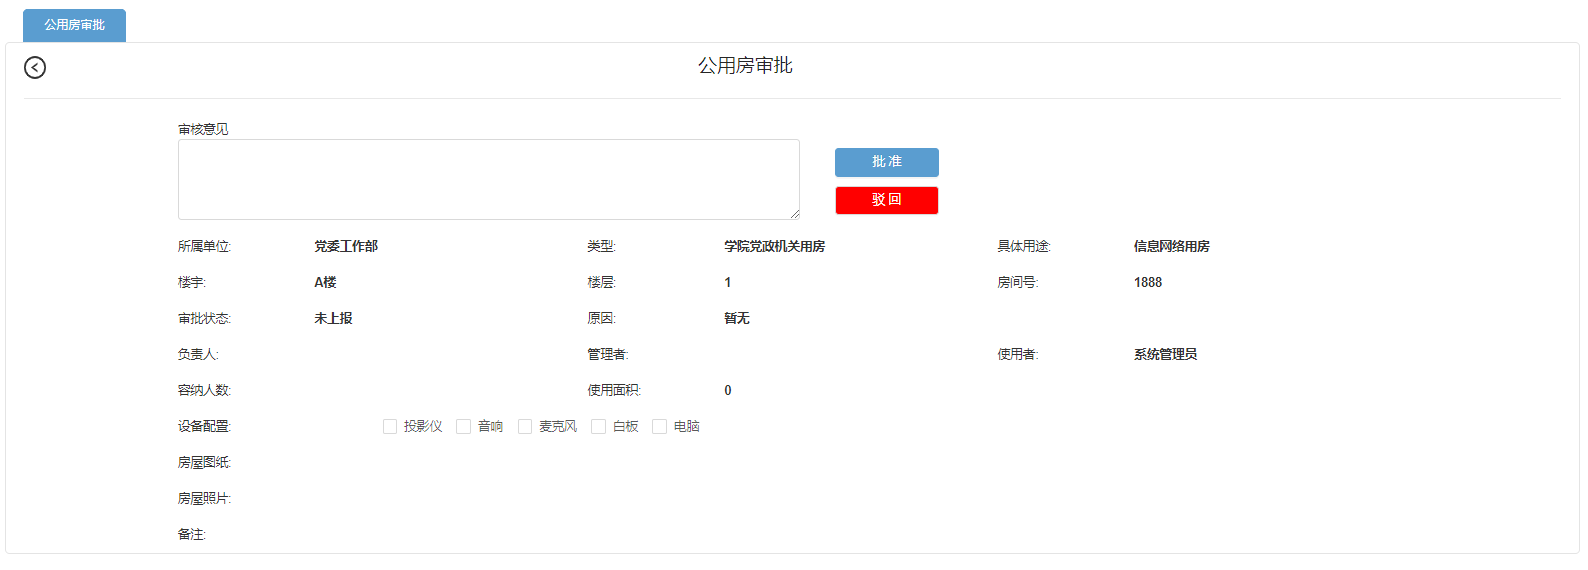 公用房审批
公用房审批
审核意见
批准
驳回
所属单位: 党委工作部 类型: 学院党政机关用房 具体用途: 信息网络用房
楼宇: A楼 楼层: 1 房间号: 1888
审批状态: 未上报 原因: 暂无
负责人: 管理者: 使用者: 系统管理员
容纳人数: 使用面积: 0
设备配置: 投影仪 音响 麦克风 白板 电脑
房屋图纸:
房屋照片:
备注: